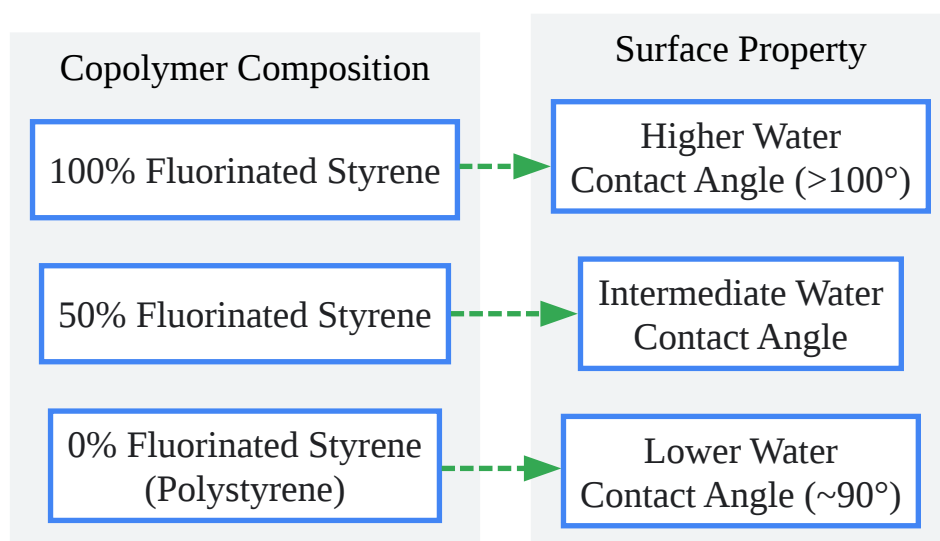 Copolymer Composition
100% Fluorinated Styrene
50% Fluorinated Styrene
0% Fluorinated Styrene
(Polystyrene)
Surface Property
Higher Water
Contact Angle (>100°)
Intermediate Water
Contact Angle
Lower Water
Contact Angle (~90°)